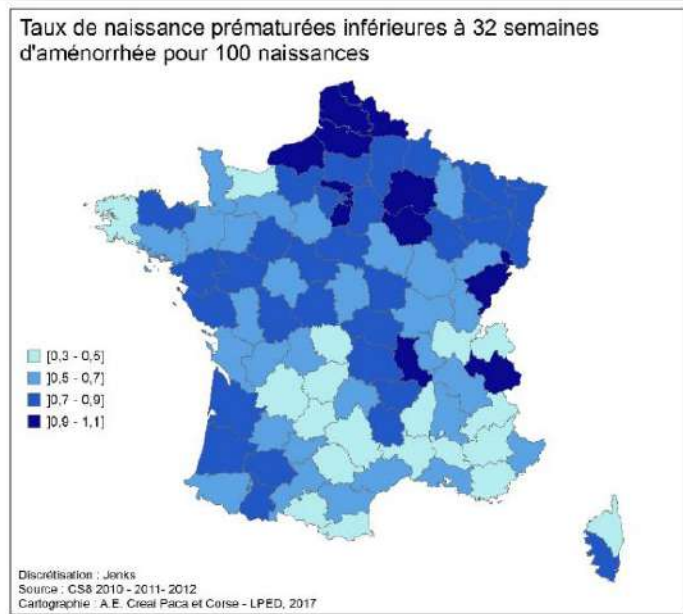 Taux de naissance prématurées inférieures à 32 semaines
d'aménorrhée pour 100 naissances
]0,3 - 0,5]
]0,5 - 0,7]
]0,7 - 0,9]
]0,9 - 1,1]
Discrétisation : Jenks
Source : CS8 2010 - 2011- 2012
Cartographie : A.E. Creai Paca et Corse - LPED, 2017